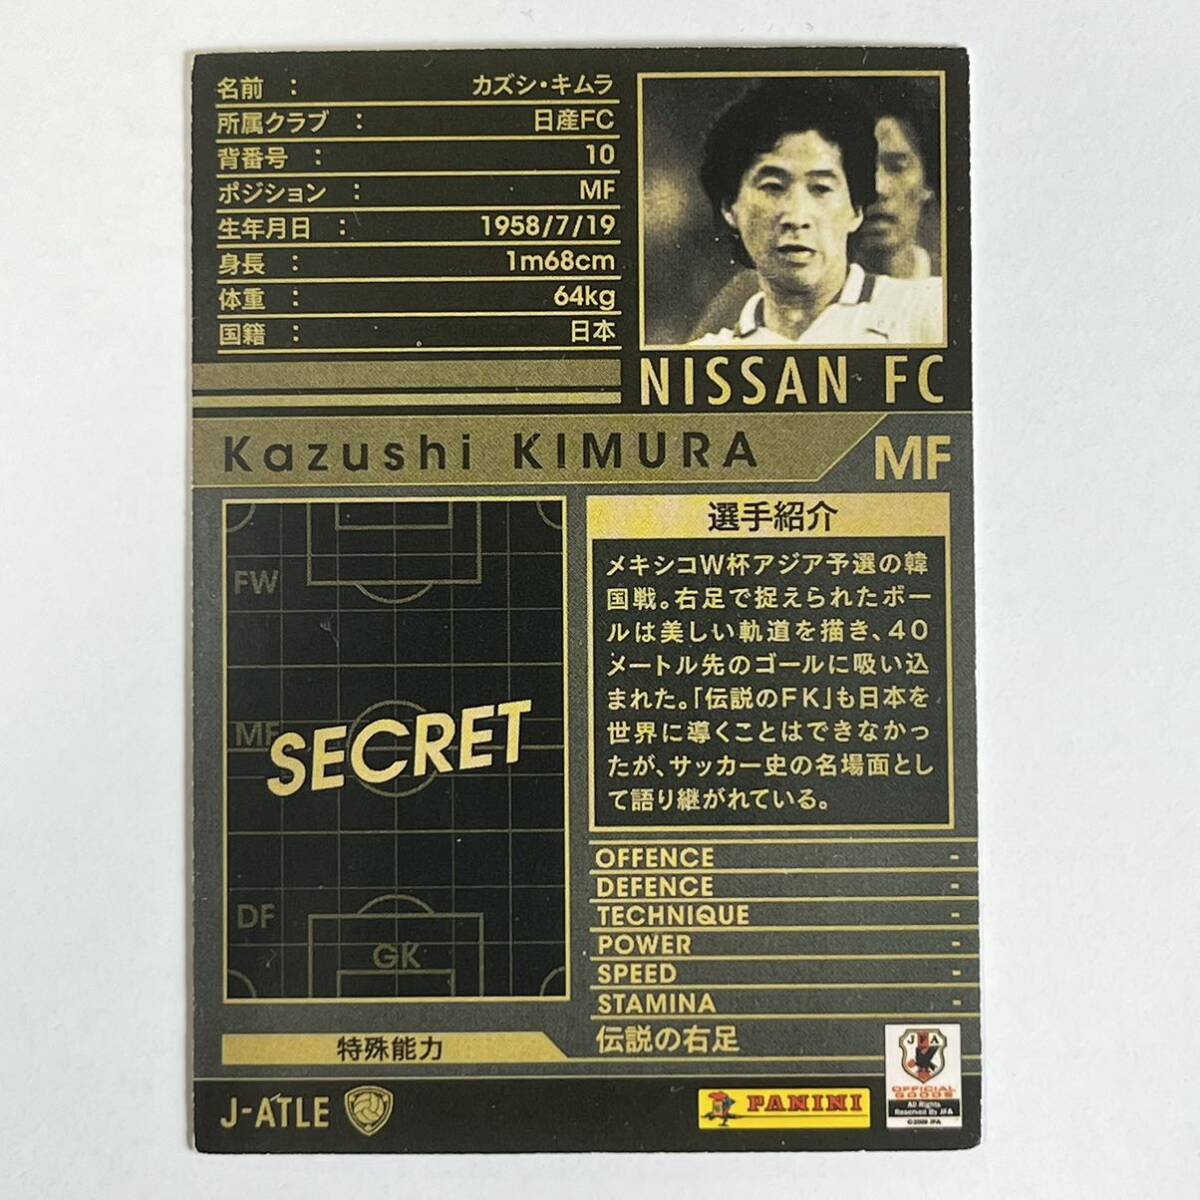 名前 : カズシ・キムラ
所属クラブ : 日産FC
背番号 : 10
ポジション : MF
生年月日 : 1958/7/19
身長 : 1m68cm
体重 : 64kg
国籍 : 日本
NISSAN FC
Kazushi KIMURA
MF
FW
MF
SECRET
DF
GK
選手紹介
メキシコW杯アジア予選の韓
国戦。右足で捉えられたボー
ルは美しい軌道を描き、40
メートル先のゴールに吸い込
まれた。「伝説のFK」も日本を
世界に導くことはできなかっ
たが、サッカー史の名場面とし
て語り継がれている。
OFFENCE -
DEFENCE -
TECHNIQUE -
POWER -
SPEED -
STAMINA -
特殊能力
伝説の右足
J-ATLE
PANINI
JFA
OFFICIAL
GOODS
All Rights
Reserved By JFA